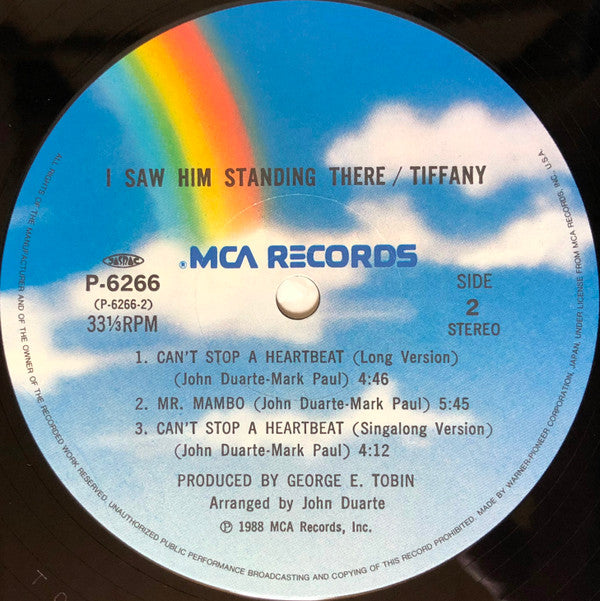 I SAW HIM STANDING THERE / TIFFANY
®MCA RECORDS
JASRAC
P-6266
(P-6266-2)
33⅓RPM
SIDE
2
STEREO
1. CAN'T STOP A HEARTBEAT (Long Version)
(John Duarte-Mark Paul) 4:46
2. MR. MAMBO (John Duarte-Mark Paul) 5:45
3. CAN'T STOP A HEARTBEAT (Singalong Version)
(John Duarte-Mark Paul) 4:12
PRODUCED BY GEORGE E. TOBIN
Arranged by John Duarte
Ⓟ 1988 MCA Records, Inc.
ALL RIGHTS OF THE MANUFACTURER AND OF THE OWNER OF THE RECORDED WORK RESERVED. UNAUTHORIZED PUBLIC PERFORMANCE BROADCASTING AND COPYING OF THIS RECORD PROHIBITED. MADE BY WARNER-PIONEER CORPORATION, JAPAN, UNDER LICENSE FROM MCA RECORDS, INC., U.S.A.